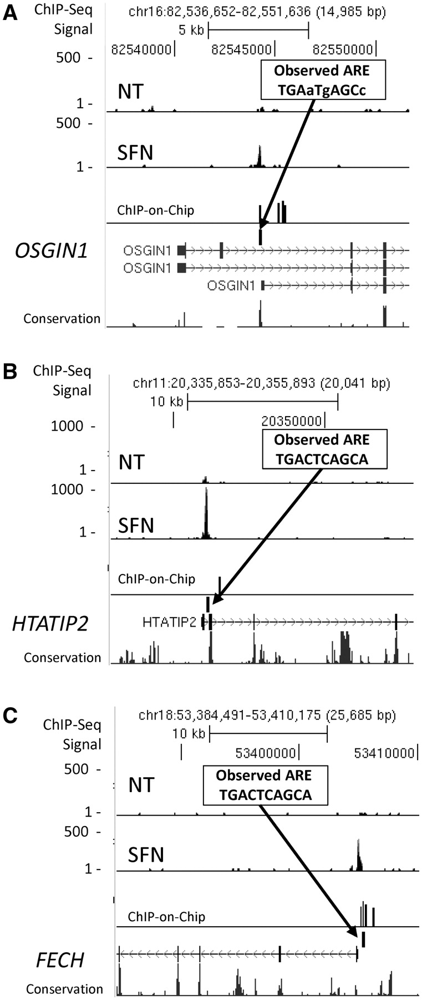 A
ChIP-Seq
Signal
chr16:82,536,652-82,551,636 (14,985 bp)
5 kb
82540000
82545000
82550000
500 -
Observed ARE
TGAaTgAGCc
NT
1 -
500 -
SFN
1 -
ChIP-on-Chip
OSGIN1
OSGIN1
OSGIN1
OSGIN1
Conservation
B
ChIP-Seq
Signal
chr11:20,335,853-20,355,893 (20,041 bp)
10 kb
20350000
1000 -
Observed ARE
TGACTCAGCA
NT
1 -
1000 -
SFN
1 -
ChIP-on-Chip
HTATIP2
HTATIP2
Conservation
C
ChIP-Seq
Signal
chr18:53,384,491-53,410,175 (25,685 bp)
10 kb
53400000
53410000
500 -
Observed ARE
TGACTCAGCA
NT
1 -
500 -
SFN
1 -
ChIP-on-Chip
FECH
Conservation